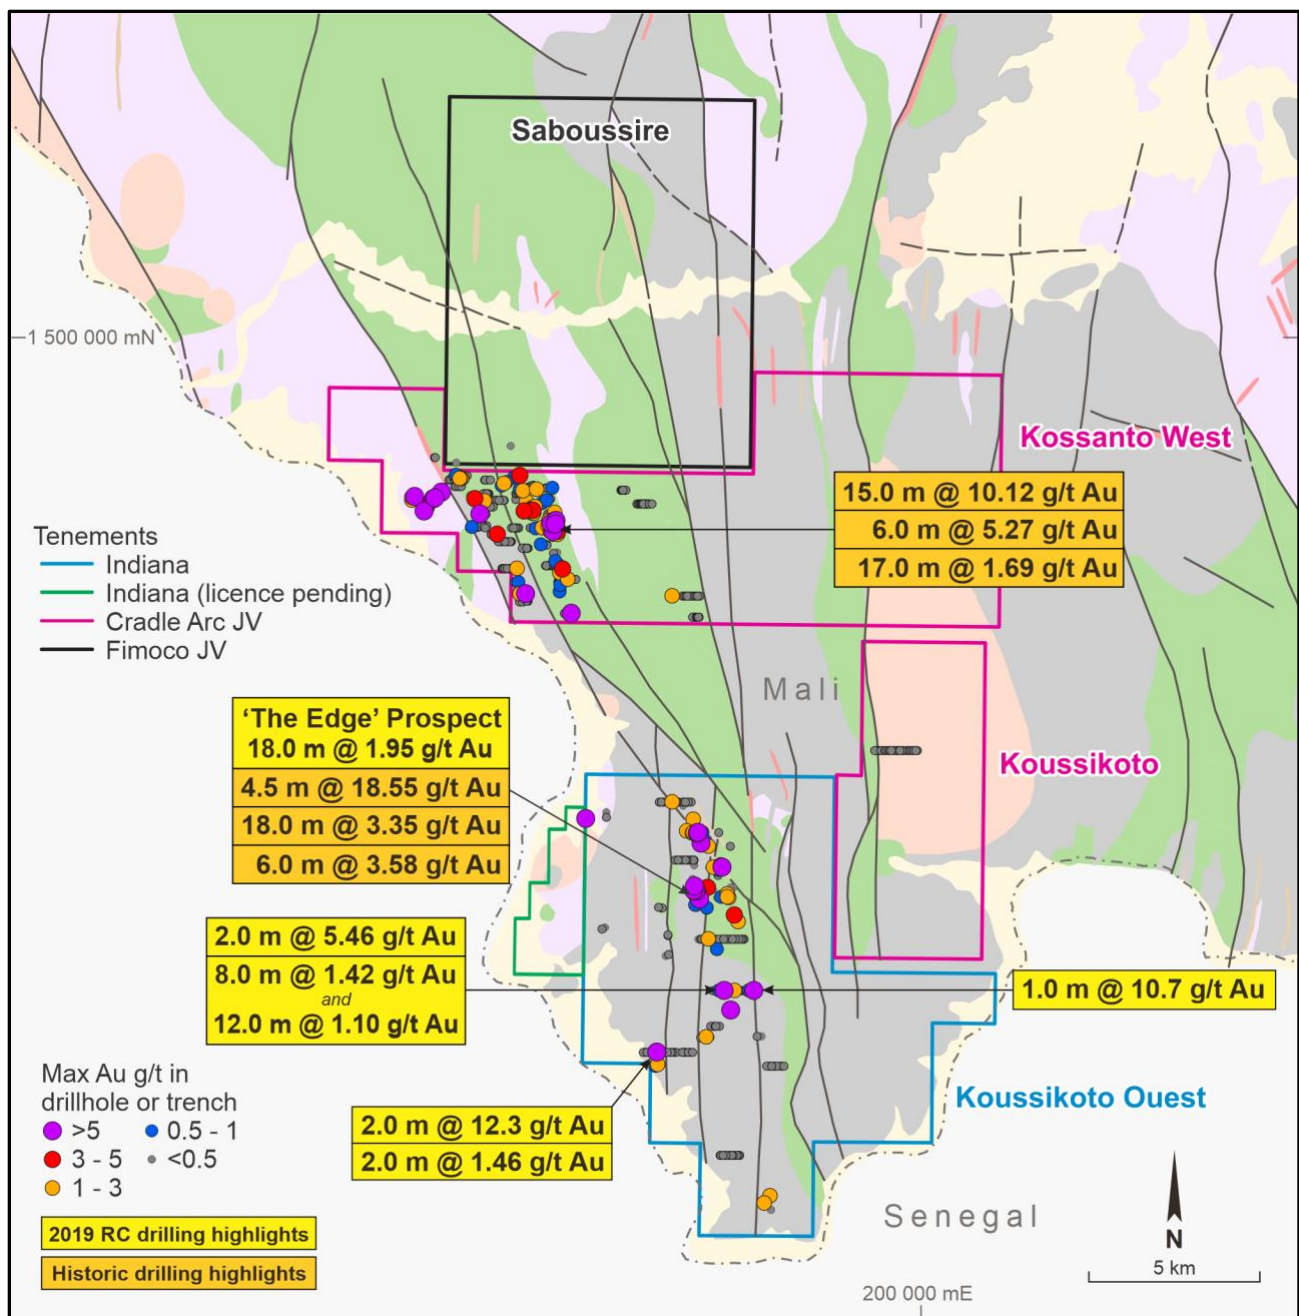 Saboussire
1 500 000 mN
Kossanto West
15.0 m @ 10.12 g/t Au
6.0 m @ 5.27 g/t Au
17.0 m @ 1.69 g/t Au
Tenements
Indiana
Indiana (licence pending)
Cradle Arc JV
Fimoco JV
Mali
'The Edge' Prospect
18.0 m @ 1.95 g/t Au
4.5 m @ 18.55 g/t Au
18.0 m @ 3.35 g/t Au
6.0 m @ 3.58 g/t Au
Koussikoto
2.0 m @ 5.46 g/t Au
8.0 m @ 1.42 g/t Au
and
12.0 m @ 1.10 g/t Au
1.0 m @ 10.7 g/t Au
Max Au g/t in
drillhole or trench
>5
0.5 - 1
3 - 5
<0.5
1 - 3
Koussikoto Ouest
2.0 m @ 12.3 g/t Au
2.0 m @ 1.46 g/t Au
Senegal
2019 RC drilling highlights
Historic drilling highlights
N
5 km
200 000 mE